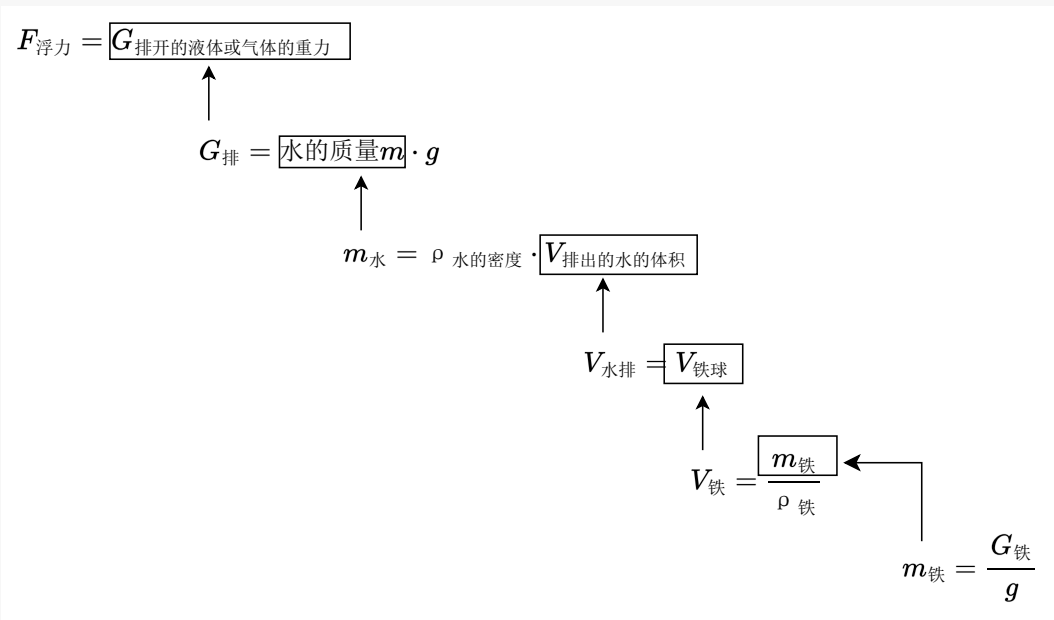 F浮力 = G排开的液体或气体的重力
G排 = 水的质量m · g
m水 = ρ 水的密度 · V排出的水的体积
V水排 = V铁球
V铁 = m铁 / ρ 铁
m铁 = G铁 / g